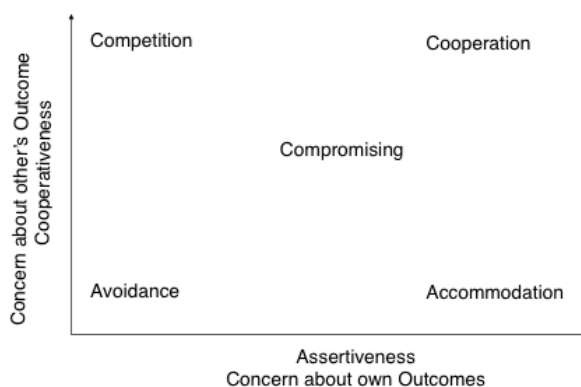 Competition
Cooperation
Compromising
Avoidance
Accommodation
Concern about other's Outcome
Cooperativeness
Assertiveness
Concern about own Outcomes